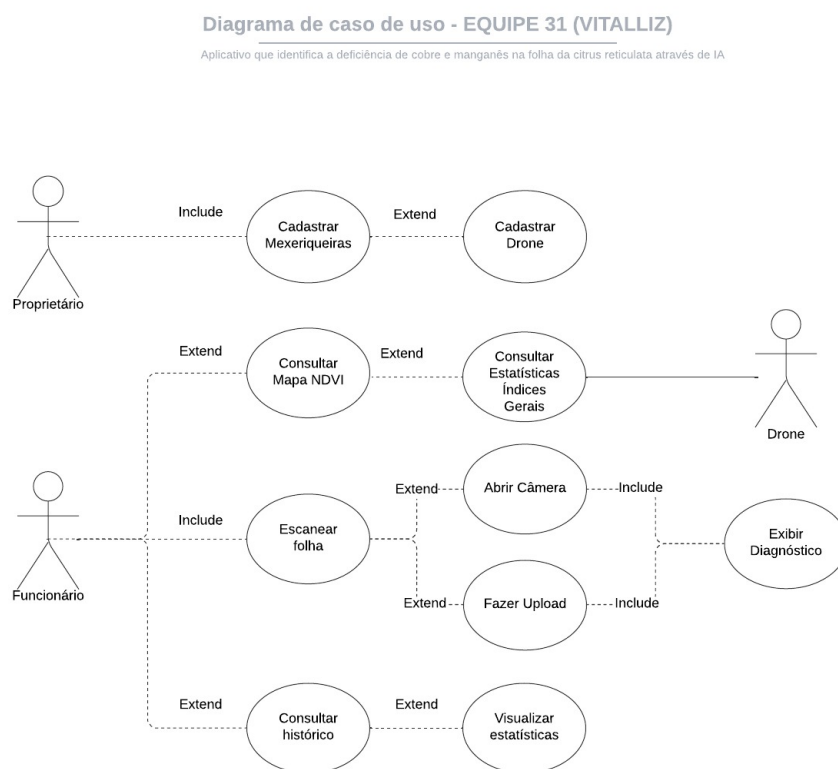 Diagrama de caso de uso - EQUIPE 31 (VITALLIZ)
Aplicativo que identifica a deficiência de cobre e manganês na folha da citrus reticulata através de IA
Include
Extend
Cadastrar
Mexeriqueiras
Cadastrar
Drone
Proprietário
Extend
Extend
Consultar
Mapa NDVI
Consultar
Estatísticas
Índices
Gerais
Drone
Include
Escanear
folha
Extend
Abrir Câmera
Include
Exibir
Diagnóstico
Extend
Fazer Upload
Include
Funcionário
Extend
Extend
Consultar
histórico
Visualizar
estatísticas